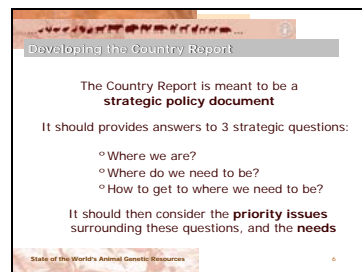 Developing the Country Report
The Country Report is meant to be a
strategic policy document
It should provides answers to 3 strategic questions:
° Where we are?
° Where do we need to be?
° How to get to where we need to be?
It should then consider the priority issues
surrounding these questions, and the needs
State of the World's Animal Genetic Resources
6